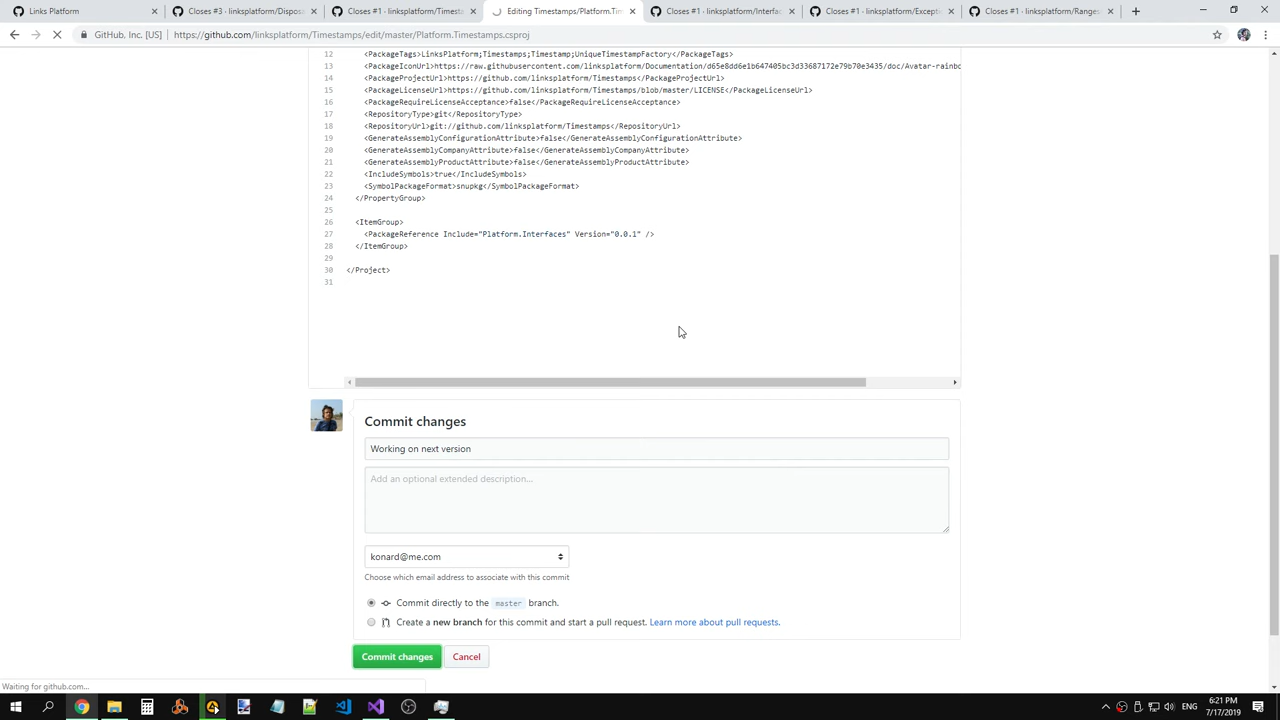 Links Platform
Closes #3 - linksplatform/Dispos
Closes #1 - linksplatform/Timesta
Editing Timestamps/Platform.Tim
Closes #1 - linksplatform/Interfac
Closes #1 - linksplatform/Except
Closes #1 - linksplatform/Ranges
GitHub, Inc. [US]
https://github.com/linksplatform/Timestamps/edit/master/Platform.Timestamps.csproj
12 <PackageTags>LinksPlatform;Timestamps;Timestamp;UniqueTimestampFactory</PackageTags>
13 <PackageIconUrl>https://raw.githubusercontent.com/linksplatform/Documentation/d65e8dd6e1b647405bc3d33687172e79b70e3435/doc/Avatar-rainbo
14 <PackageProjectUrl>https://github.com/linksplatform/Timestamps</PackageProjectUrl>
15 <PackageLicenseUrl>https://github.com/linksplatform/Timestamps/blob/master/LICENSE</PackageLicenseUrl>
16 <PackageRequireLicenseAcceptance>false</PackageRequireLicenseAcceptance>
17 <RepositoryType>git</RepositoryType>
18 <RepositoryUrl>git://github.com/linksplatform/Timestamps</RepositoryUrl>
19 <GenerateAssemblyConfigurationAttribute>false</GenerateAssemblyConfigurationAttribute>
20 <GenerateAssemblyCompanyAttribute>false</GenerateAssemblyCompanyAttribute>
21 <GenerateAssemblyProductAttribute>false</GenerateAssemblyProductAttribute>
22 <IncludeSymbols>true</IncludeSymbols>
23 <SymbolPackageFormat>snupkg</SymbolPackageFormat>
24 </PropertyGroup>
25
26 <ItemGroup>
27 <PackageReference Include="Platform.Interfaces" Version="0.0.1" />
28 </ItemGroup>
29
30 </Project>
31
Commit changes
Working on next version
Add an optional extended description...
konard@me.com
Choose which email address to associate with this commit
Commit directly to the master branch.
Create a new branch for this commit and start a pull request. Learn more about pull requests.
Commit changes
Cancel
Waiting for github.com...
ENG
6:21 PM
7/17/2019